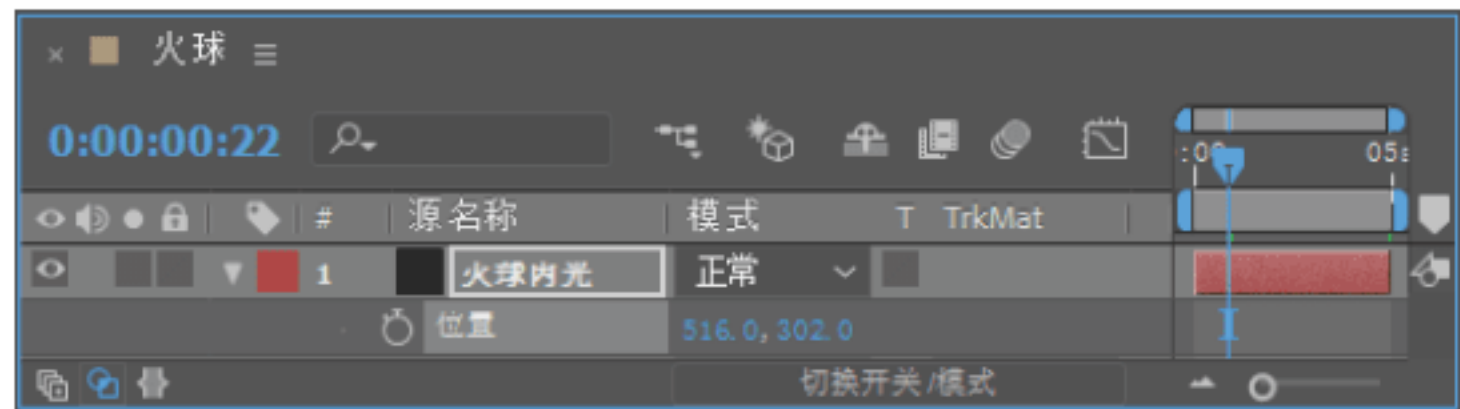 × 火球 ≡
0:00:00:22
:00 05s
# 源名称 模式 T TrkMat
1 火球内光 正常
位置 516.0, 302.0
切换开关/模式